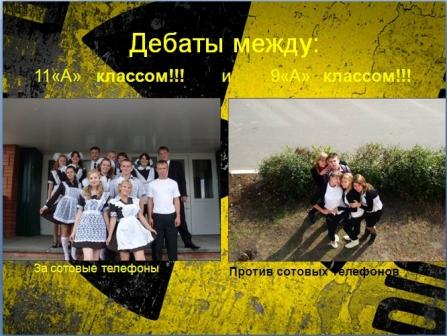 Дебаты между:
11«А» классом!!! и 9«А» классом!!!
За сотовые телефоны
Против сотовых телефонов